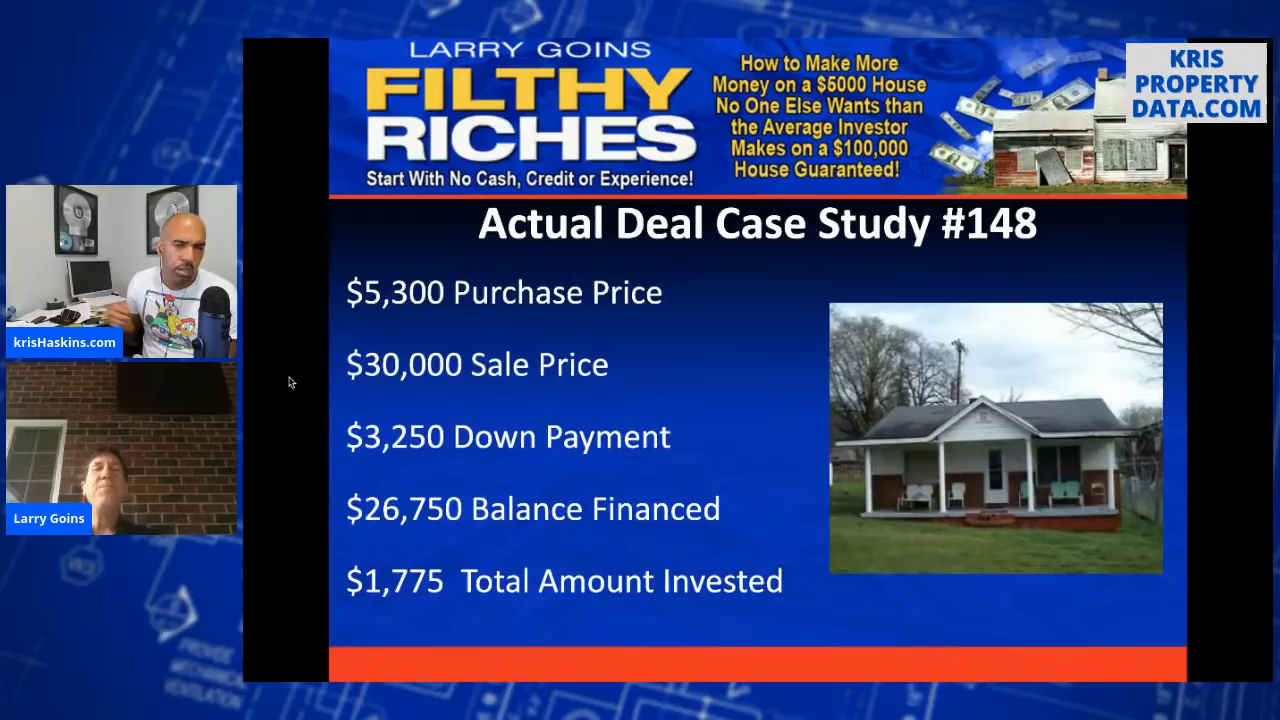 LARRY GOINS
FILTHY
RICHES
Start With No Cash, Credit or Experience!
How to Make More
Money on a $5000 House
No One Else Wants than
the Average Investor
Makes on a $100,000
House Guaranteed!
KRIS
PROPERTY
DATA.COM
Actual Deal Case Study #148
$5,300 Purchase Price
$30,000 Sale Price
$3,250 Down Payment
$26,750 Balance Financed
$1,775 Total Amount Invested
krisHaskins.com
Larry Goins
PROVIDE
MECHANICAL
VENTILATION